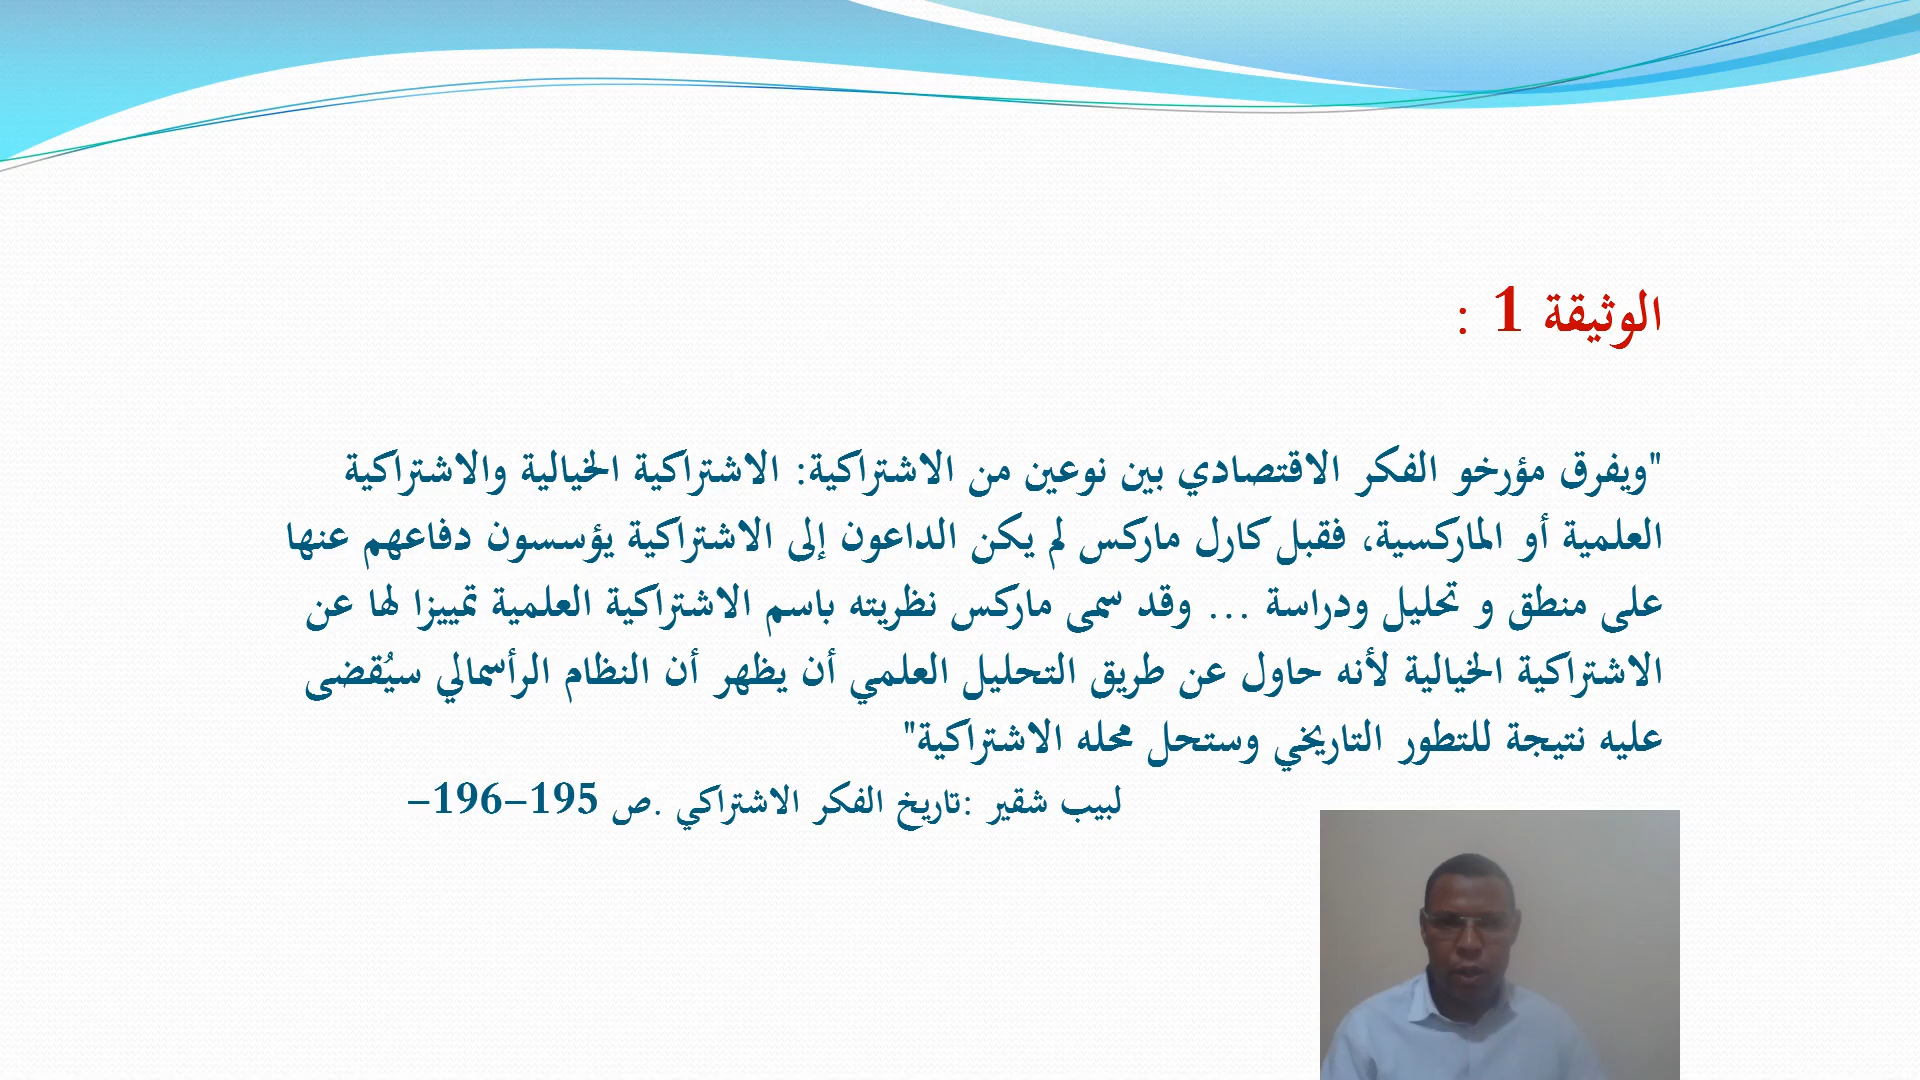 الوثيقة 1 :
"ويفرق مؤرخو الفكر الاقتصادي بين نوعين من الاشتراكية: الاشتراكية الخيالية والاشتراكية
العلمية أو الماركسية، فقبل كارل ماركس لم يكن الداعون إلى الاشتراكية يؤسسون دفاعهم عنها
على منطق و تحليل ودراسة ... وقد سمى ماركس نظريته باسم الاشتراكية العلمية تمييزا لها عن
الاشتراكية الخيالية لأنه حاول عن طريق التحليل العلمي أن يظهر أن النظام الرأسمالي سيُقضى
عليه نتيجة للتطور التاريخي وستحل محله الاشتراكية"
لبيب شقير :تاريخ الفكر الاشتراكي .ص 195-196-